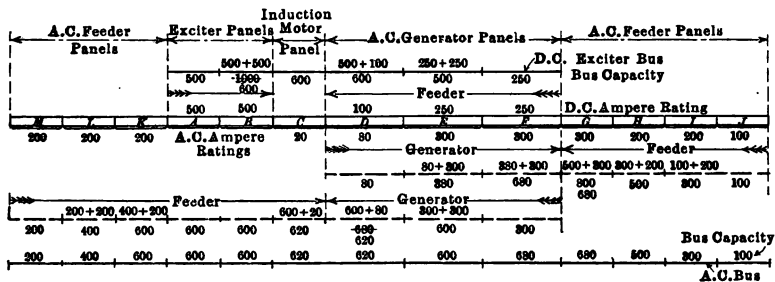 A.C.Feeder Panels
Exciter Panels
Induction Motor Panel
A.C.Generator Panels
A.C.Feeder Panels
500+500 500+100 250+250
D.C. Exciter Bus
500 1000 600 600 600 500 250
Bus Capacity
Feeder
500 500 100 250 250 D.C.Ampere Rating
M L K A B C D E F G H I J
200 200 200 20 80 300 300 300 300 200 100
A.C.Ampere Ratings
Generator Feeder
80+300 380+300 500+300 300+200 100+200
80 380 680 800 500 300 100
680
Feeder Generator
200+200 400+200 600+20 600+80 300+300
200 400 600 600 600 620 680 600 300
620
Bus Capacity
200 400 600 600 600 620 620 600 680 680 500 300 100
A.C.Bus